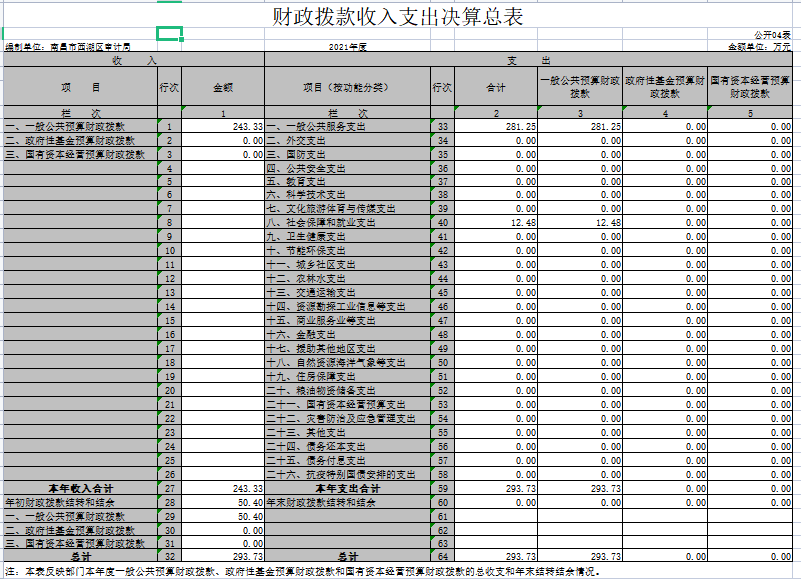 财政拨款收入支出决算总表
公开04表
编制单位：南昌市西湖区审计局 2021年度 金额单位：万元
收 入 支 出
项 目 行次 金额 项目（按功能分类） 行次 合计 一般公共预算财政拨款 政府性基金预算财政拨款 国有资本经营预算财政拨款
栏 次 1 栏 次 2 3 4 5
一、一般公共预算财政拨款 1 243.33 一、一般公共服务支出 33 281.25 281.25 0.00 0.00
二、政府性基金预算财政拨款 2 0.00 二、外交支出 34 0.00 0.00 0.00 0.00
三、国有资本经营预算财政拨款 3 0.00 三、国防支出 35 0.00 0.00 0.00 0.00
4 四、公共安全支出 36 0.00 0.00 0.00 0.00
5 五、教育支出 37 0.00 0.00 0.00 0.00
6 六、科学技术支出 38 0.00 0.00 0.00 0.00
7 七、文化旅游体育与传媒支出 39 0.00 0.00 0.00 0.00
8 八、社会保障和就业支出 40 12.48 12.48 0.00 0.00
9 九、卫生健康支出 41 0.00 0.00 0.00 0.00
10 十、节能环保支出 42 0.00 0.00 0.00 0.00
11 十一、城乡社区支出 43 0.00 0.00 0.00 0.00
12 十二、农林水支出 44 0.00 0.00 0.00 0.00
13 十三、交通运输支出 45 0.00 0.00 0.00 0.00
14 十四、资源勘探工业信息等支出 46 0.00 0.00 0.00 0.00
15 十五、商业服务业等支出 47 0.00 0.00 0.00 0.00
16 十六、金融支出 48 0.00 0.00 0.00 0.00
17 十七、援助其他地区支出 49 0.00 0.00 0.00 0.00
18 十八、自然资源海洋气象等支出 50 0.00 0.00 0.00 0.00
19 十九、住房保障支出 51 0.00 0.00 0.00 0.00
20 二十、粮油物资储备支出 52 0.00 0.00 0.00 0.00
21 二十一、国有资本经营预算支出 53 0.00 0.00 0.00 0.00
22 二十二、灾害防治及应急管理支出 54 0.00 0.00 0.00 0.00
23 二十三、其他支出 55 0.00 0.00 0.00 0.00
24 二十四、债务还本支出 56 0.00 0.00 0.00 0.00
25 二十五、债务付息支出 57 0.00 0.00 0.00 0.00
26 二十六、抗疫特别国债安排的支出 58 0.00 0.00 0.00 0.00
本年收入合计 27 243.33 本年支出合计 59 293.73 293.73 0.00 0.00
年初财政拨款结转和结余 28 50.40 年末财政拨款结转和结余 60 0.00 0.00 0.00 0.00
一、一般公共预算财政拨款 29 50.40 61
二、政府性基金预算财政拨款 30 0.00 62
三、国有资本经营预算财政拨款 31 0.00 63
总计 32 293.73 总计 64 293.73 293.73 0.00 0.00
注：本表反映部门本年度一般公共预算财政拨款、政府性基金预算财政拨款和国有资本经营预算财政拨款的总收支和年末结转结余情况。